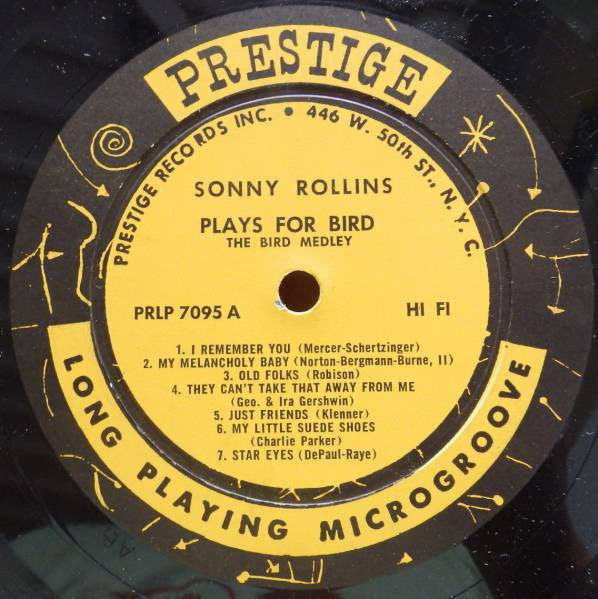 PRESTIGE
PRESTIGE RECORDS INC. • 446 W. 50th ST., N. Y. C.
SONNY ROLLINS
PLAYS FOR BIRD
THE BIRD MEDLEY
PRLP 7095 A
HI FI
1. I REMEMBER YOU (Mercer-Schertzinger)
2. MY MELANCHOLY BABY (Norton-Bergmann-Burne, II)
3. OLD FOLKS (Robison)
4. THEY CAN'T TAKE THAT AWAY FROM ME
(Geo. & Ira Gershwin)
5. JUST FRIENDS (Klenner)
6. MY LITTLE SUEDE SHOES
(Charlie Parker)
7. STAR EYES (DePaul-Raye)
LONG PLAYING MICROGROOVE